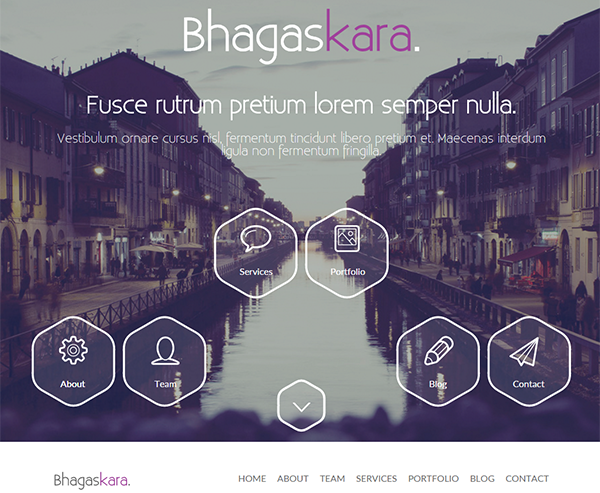 Bhagaskara.
Fusce rutrum pretium lorem semper nulla.
Vestibulum ornare cursus nisl, fermentum tincidunt libero pretium et. Maecenas interdum
ligula non fermentum fringilla.
Services
Portfolio
About
Team
Blog
Contact
Bhagaskara.
HOME ABOUT TEAM SERVICES PORTFOLIO BLOG CONTACT